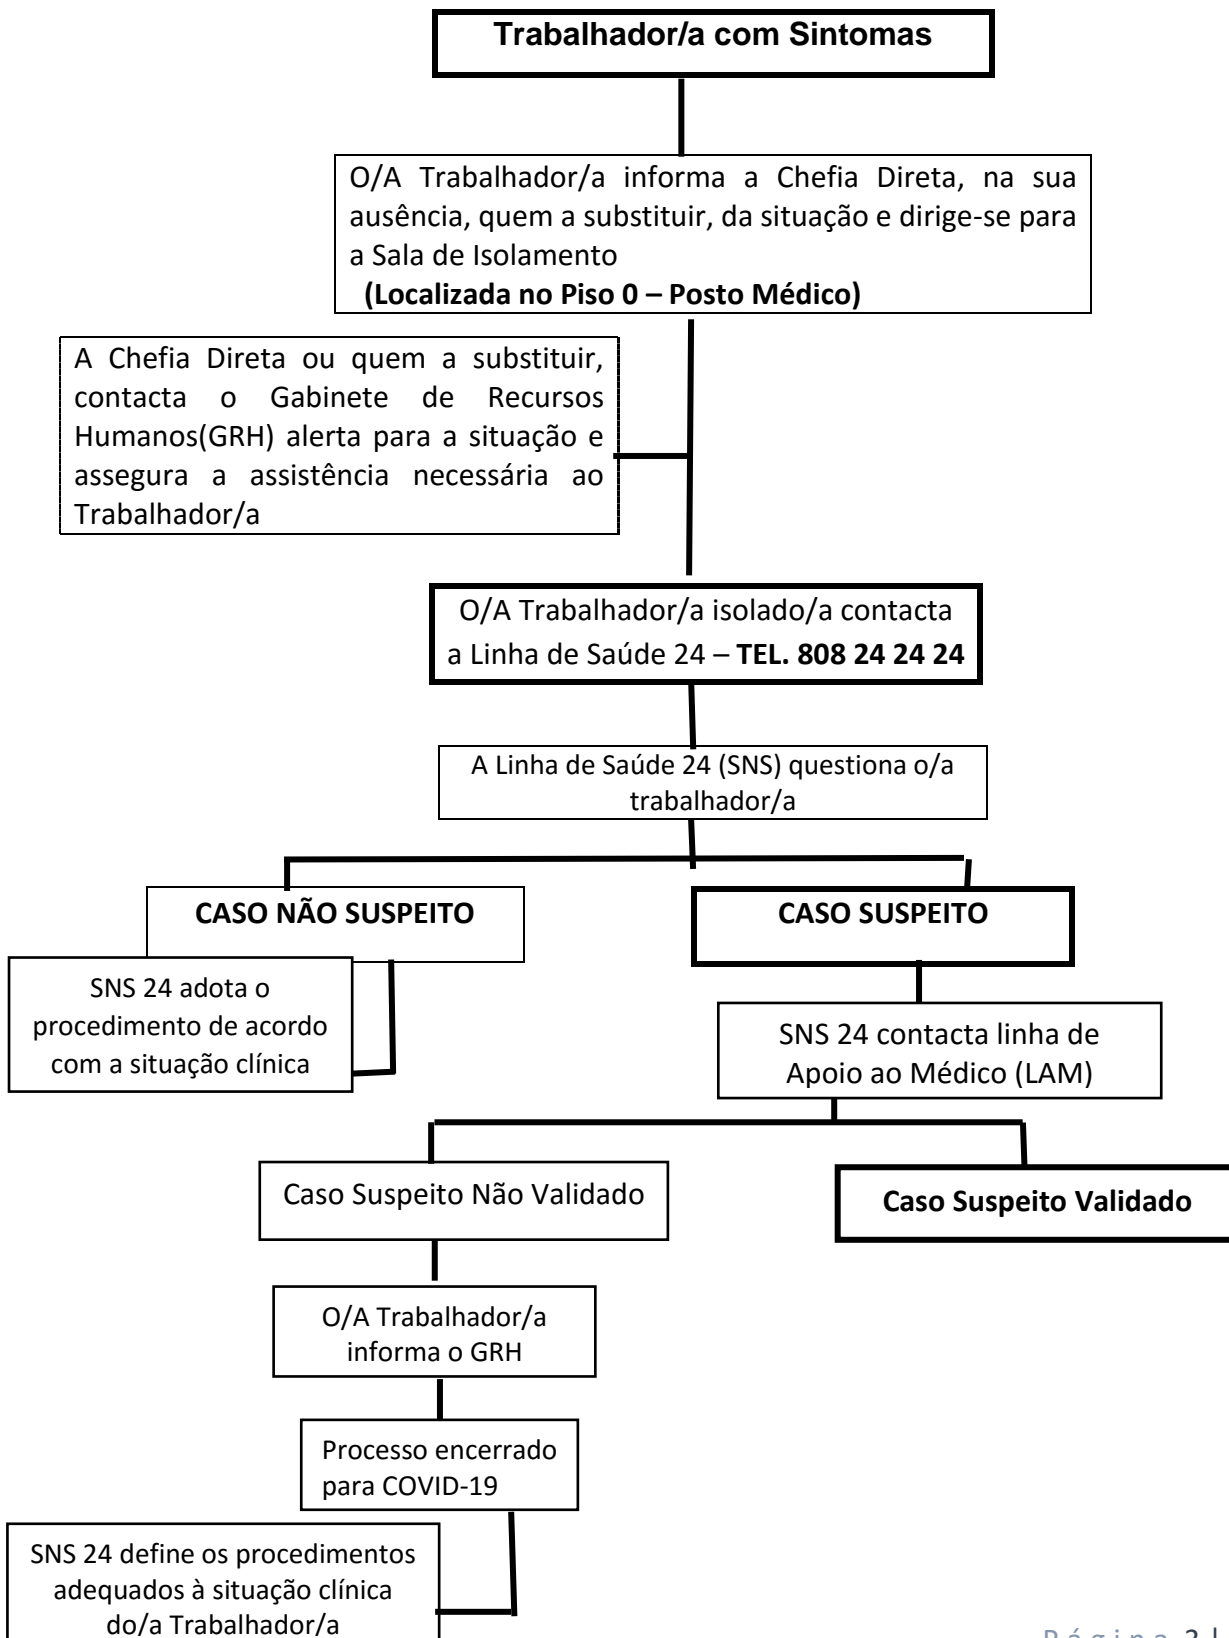 Trabalhador/a com Sintomas
O/A Trabalhador/a informa a Chefia Direta, na sua
ausência, quem a substituir, da situação e dirige-se para
a Sala de Isolamento
(Localizada no Piso 0 – Posto Médico)
A Chefia Direta ou quem a substituir,
contacta o Gabinete de Recursos
Humanos(GRH) alerta para a situação e
assegura a assistência necessária ao
Trabalhador/a
O/A Trabalhador/a isolado/a contacta
a Linha de Saúde 24 – TEL. 808 24 24 24
A Linha de Saúde 24 (SNS) questiona o/a
trabalhador/a
CASO NÃO SUSPEITO
CASO SUSPEITO
SNS 24 adota o
procedimento de acordo
com a situação clínica
SNS 24 contacta linha de
Apoio ao Médico (LAM)
Caso Suspeito Não Validado
Caso Suspeito Validado
O/A Trabalhador/a
informa o GRH
Processo encerrado
para COVID-19
SNS 24 define os procedimentos
adequados à situação clínica
do/a Trabalhador/a
Página